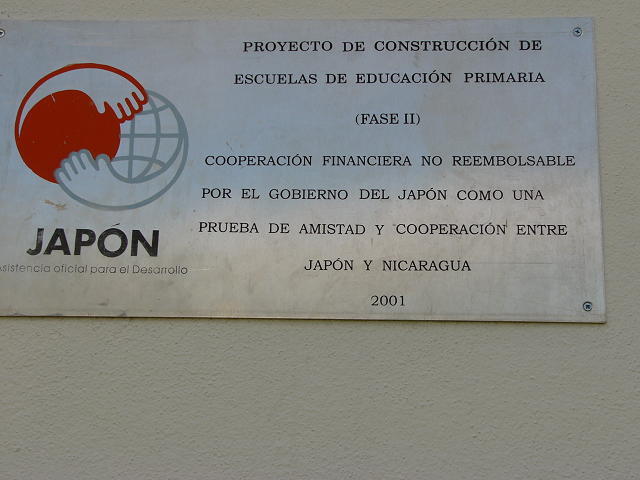 PROYECTO DE CONSTRUCCIÓN DE
ESCUELAS DE EDUCACIÓN PRIMARIA
(FASE II)
COOPERACIÓN FINANCIERA NO REEMBOLSABLE
POR EL GOBIERNO DEL JAPÓN COMO UNA
PRUEBA DE AMISTAD Y COOPERACIÓN ENTRE
JAPÓN Y NICARAGUA
2001
JAPÓN
Asistencia oficial para el Desarrollo